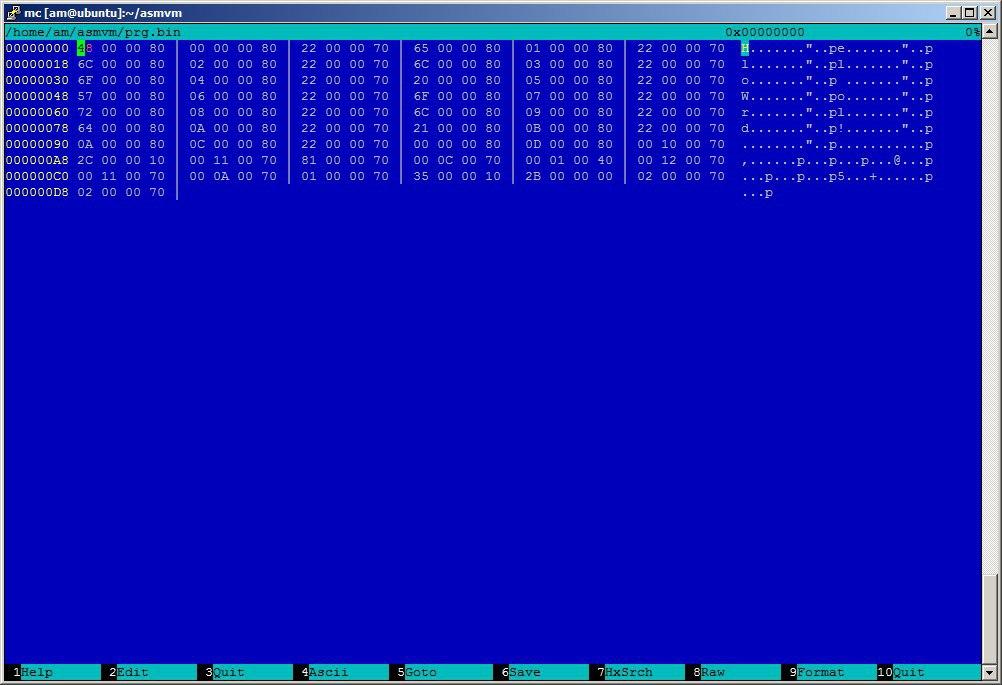 mc [am@ubuntu]:~/asmvm
/home/am/asmvm/prg.bin 0x00000000 0%
00000000 48 00 00 80 | 00 00 00 80 | 22 00 00 70 | 65 00 00 80 | 01 00 00 80 | 22 00 00 70 H......."..pe......."..p
00000018 6C 00 00 80 | 02 00 00 80 | 22 00 00 70 | 6C 00 00 80 | 03 00 00 80 | 22 00 00 70 l......."..pl......."..p
00000030 6F 00 00 80 | 04 00 00 80 | 22 00 00 70 | 20 00 00 80 | 05 00 00 80 | 22 00 00 70 o......."..p ......."..p
00000048 57 00 00 80 | 06 00 00 80 | 22 00 00 70 | 6F 00 00 80 | 07 00 00 80 | 22 00 00 70 W......."..po......."..p
00000060 72 00 00 80 | 08 00 00 80 | 22 00 00 70 | 6C 00 00 80 | 09 00 00 80 | 22 00 00 70 r......."..pl......."..p
00000078 64 00 00 80 | 0A 00 00 80 | 22 00 00 70 | 21 00 00 80 | 0B 00 00 80 | 22 00 00 70 d......."..p!......."..p
00000090 0A 00 00 80 | 0C 00 00 80 | 22 00 00 70 | 00 00 00 80 | 0D 00 00 80 | 00 10 00 70 ........"..p...........p
000000A8 2C 00 00 10 | 00 11 00 70 | 81 00 00 70 | 00 0C 00 70 | 00 01 00 40 | 00 12 00 70 ,......p...p...p...@...p
000000C0 00 11 00 70 | 00 0A 00 70 | 01 00 00 70 | 35 00 00 10 | 2B 00 00 00 | 02 00 00 70 ...p...p...p5...+......p
000000D8 02 00 00 70 | ...p
1Help 2Edit 3Quit 4Ascii 5Goto 6Save 7HxSrch 8Raw 9Format 10Quit